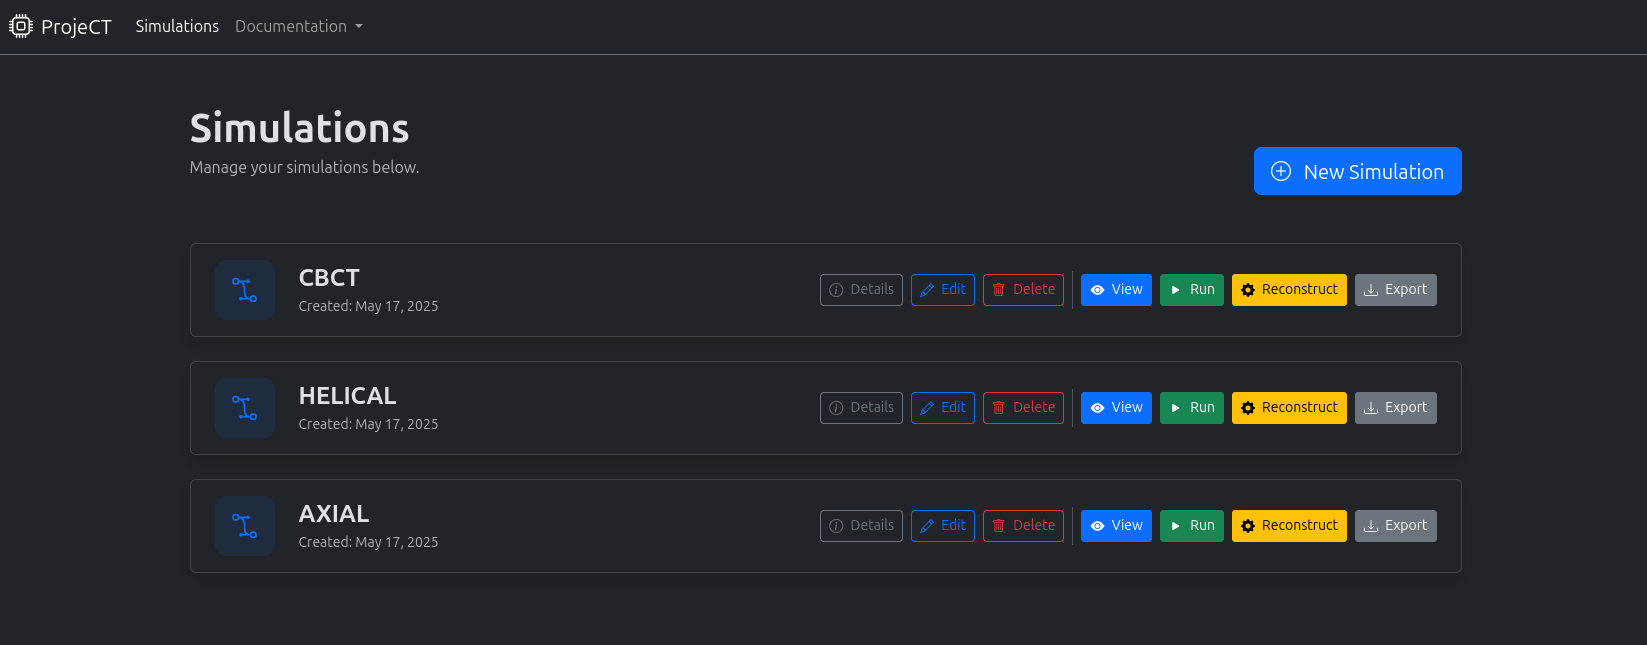 ProjeCT Simulations Documentation
Simulations
Manage your simulations below.
New Simulation
CBCT
Created: May 17, 2025
Details Edit Delete View Run Reconstruct Export
HELICAL
Created: May 17, 2025
Details Edit Delete View Run Reconstruct Export
AXIAL
Created: May 17, 2025
Details Edit Delete View Run Reconstruct Export